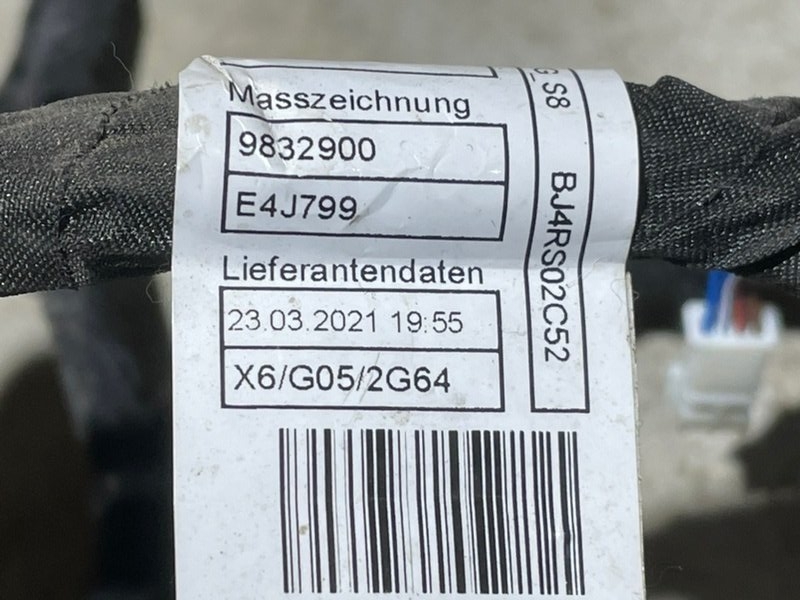 Masszeichnung
9832900
E4J799
Lieferantendaten
23.03.2021 19:55
X6/G05/2G64
S8
BJ4RS02C52